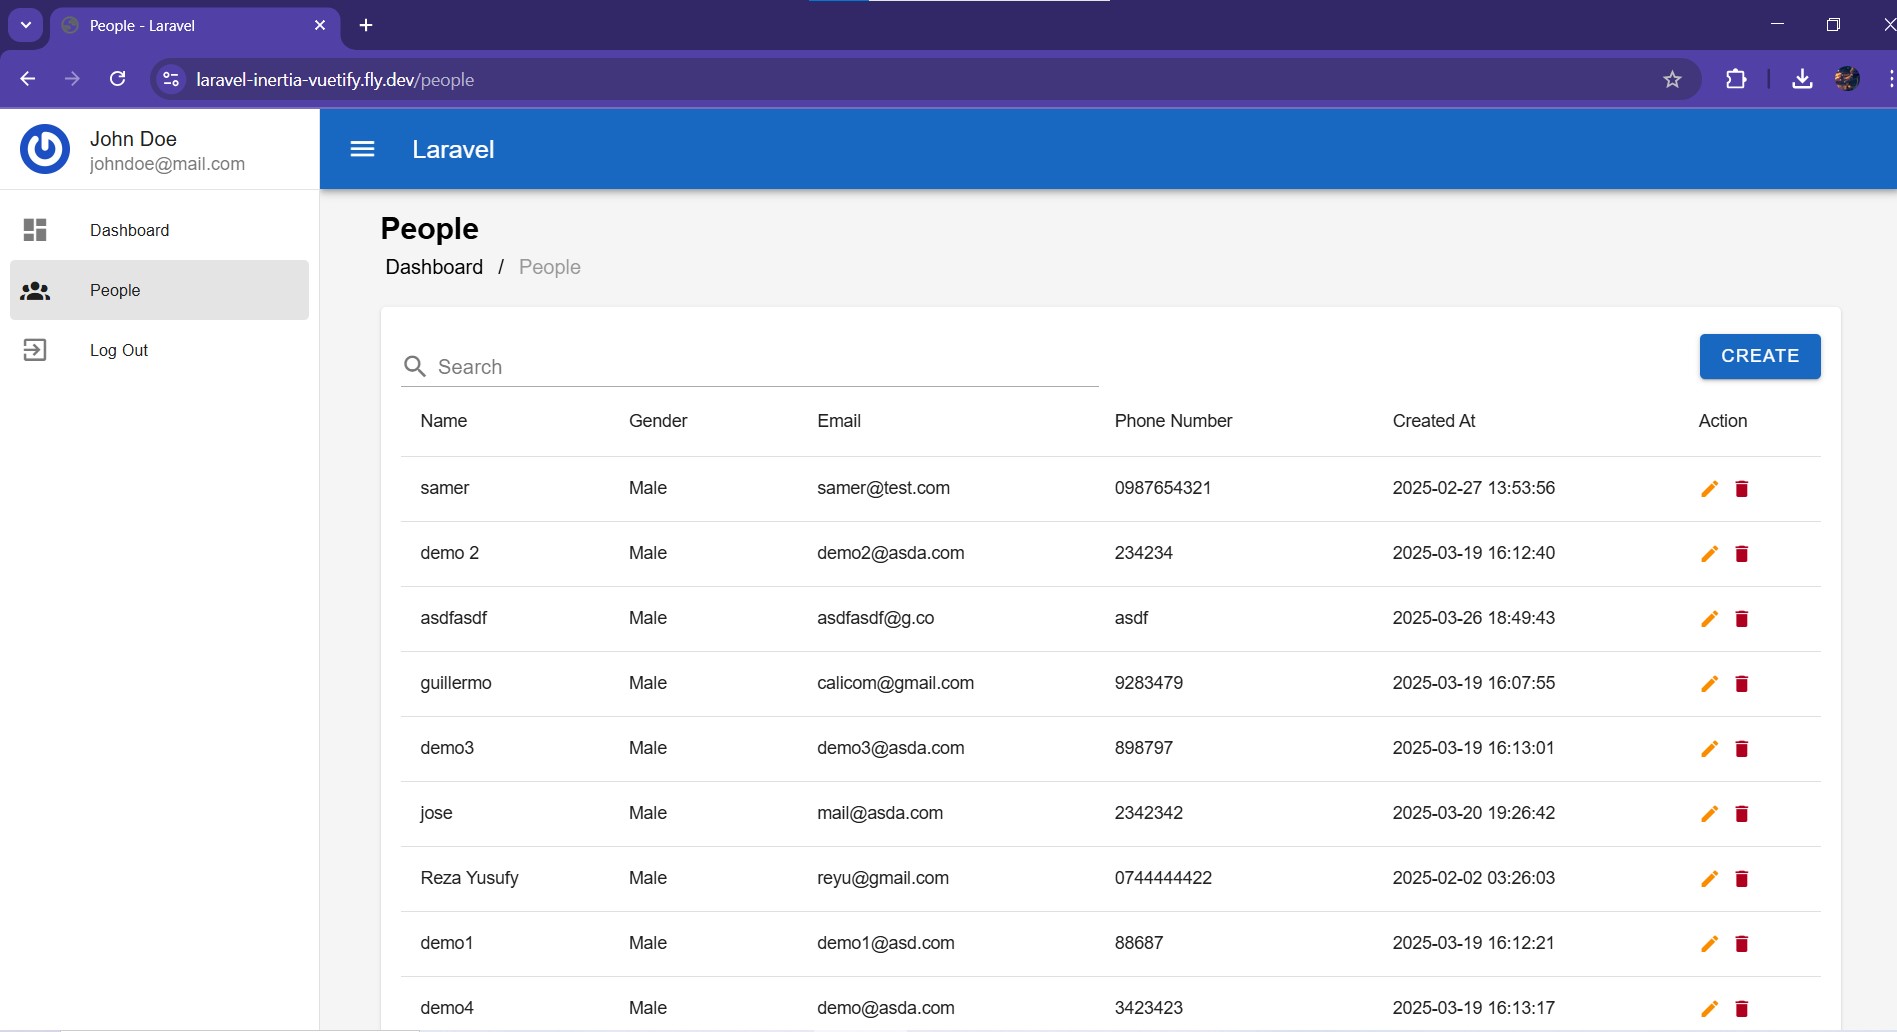 People - Laravel
laravel-inertia-vuetify.fly.dev/people
John Doe
johndoe@mail.com
Laravel
Dashboard
People
Log Out
People
Dashboard / People
Search
CREATE
Name Gender Email Phone Number Created At Action
samer Male samer@test.com 0987654321 2025-02-27 13:53:56
demo 2 Male demo2@asda.com 234234 2025-03-19 16:12:40
asdfasdf Male asdfasdf@g.co asdf 2025-03-26 18:49:43
guillermo Male calicom@gmail.com 9283479 2025-03-19 16:07:55
demo3 Male demo3@asda.com 898797 2025-03-19 16:13:01
jose Male mail@asda.com 2342342 2025-03-20 19:26:42
Reza Yusufy Male reyu@gmail.com 0744444422 2025-02-02 03:26:03
demo1 Male demo1@asd.com 88687 2025-03-19 16:12:21
demo4 Male demo@asda.com 3423423 2025-03-19 16:13:17